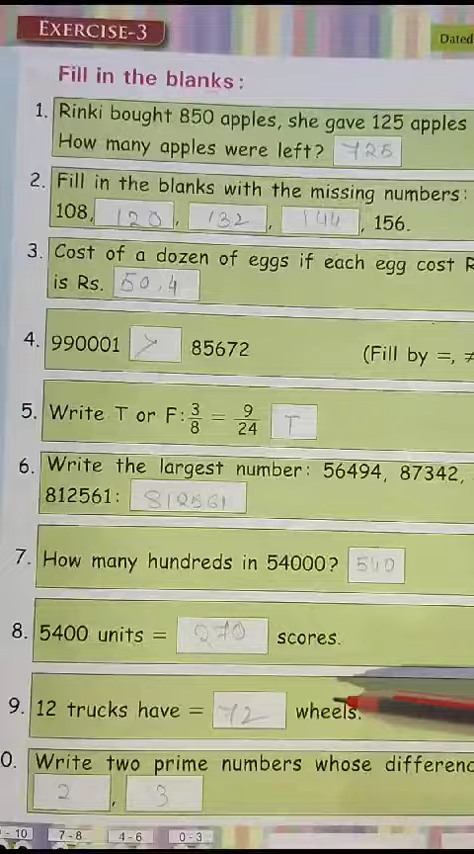 EXERCISE-3
Dated
Fill in the blanks:
1. Rinki bought 850 apples, she gave 125 apples
How many apples were left? 725
2. Fill in the blanks with the missing numbers:
108, 120, 132, 144, 156.
3. Cost of a dozen of eggs if each egg cost R
is Rs. 50.4
4. 990001 > 85672 (Fill by =, ≠
5. Write T or F: 3/8 = 9/24 T
6. Write the largest number: 56494, 87342,
812561: 812561
7. How many hundreds in 54000? 540
8. 5400 units = 270 scores.
9. 12 trucks have = 72 wheels.
0. Write two prime numbers whose differenc
2, 3
- 10 7-8 4-6 0-3